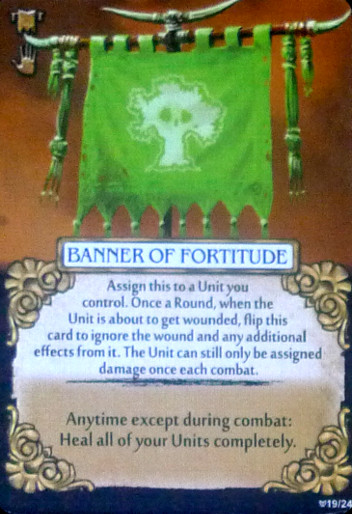 BANNER OF FORTITUDE
Assign this to a Unit you
control. Once a Round, when the
Unit is about to get wounded, flip this
card to ignore the wound and any additional
effects from it. The Unit can still only be assigned
damage once each combat.
Anytime except during combat:
Heal all of your Units completely.
19/24